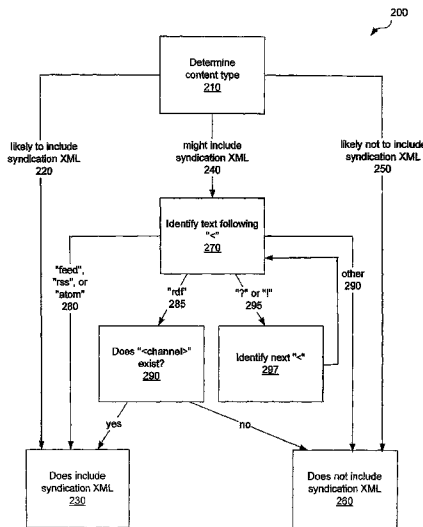 200
Determine
content type
210
likely to include
syndication XML
220
might include
syndication XML
240
likely not to include
syndication XML
250
Identify text following
"<"
270
"feed",
"rss", or
"atom"
280
"rdf"
285
"?" or "!"
295
other
290
Does "<channel>"
exist?
290
Identify next "<"
297
yes
no
Does include
syndication XML
230
Does not include
syndication XML
260